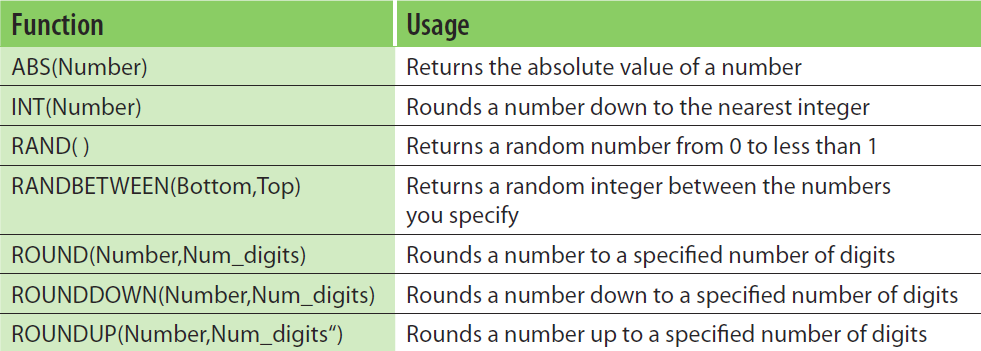 Function Usage
ABS(Number) Returns the absolute value of a number
INT(Number) Rounds a number down to the nearest integer
RAND( ) Returns a random number from 0 to less than 1
RANDBETWEEN(Bottom,Top) Returns a random integer between the numbers
you specify
ROUND(Number,Num_digits) Rounds a number to a specified number of digits
ROUNDDOWN(Number,Num_digits) Rounds a number down to a specified number of digits
ROUNDUP(Number,Num_digits“) Rounds a number up to a specified number of digits